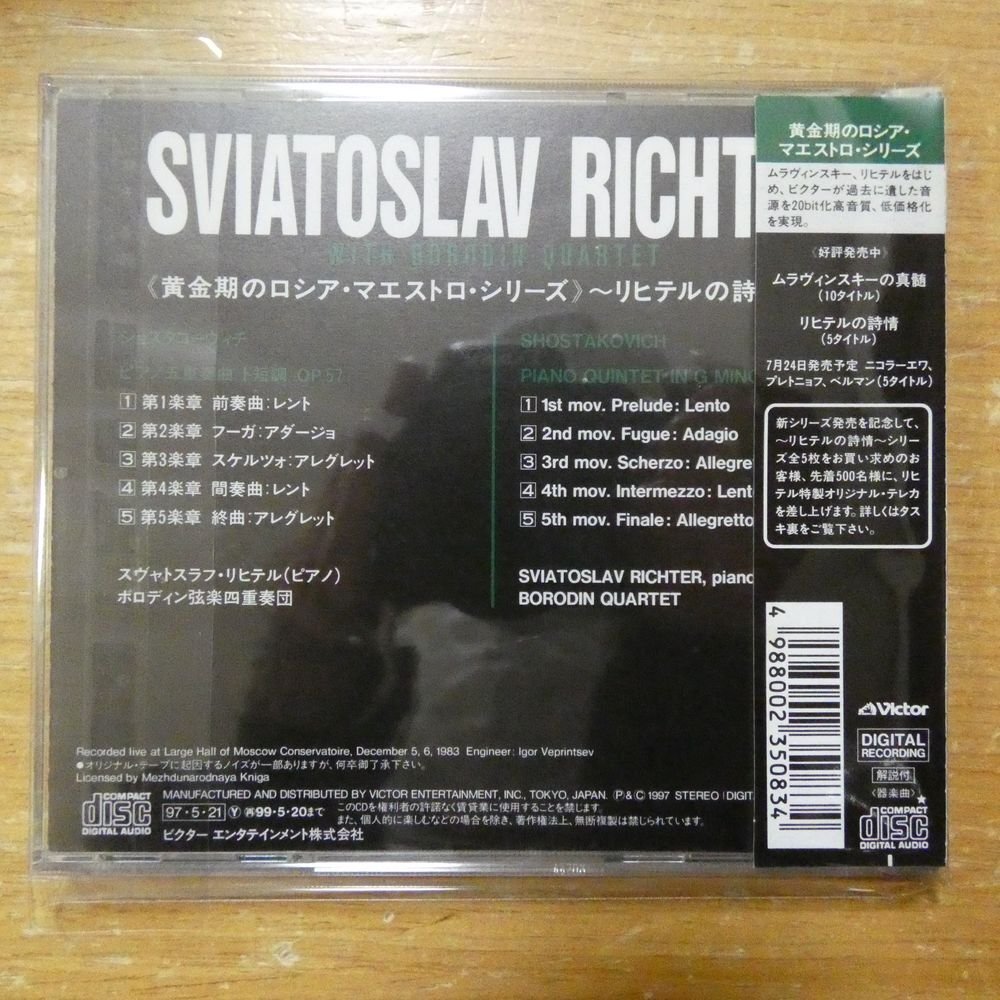 SVIATOSLAV RICHT
WITH BORODIN QUARTET
《黄金期のロシア・マエストロ・シリーズ》〜リヒテルの詩
ト短調 OP.57
1 第1楽章 前奏曲:レント
2 第2楽章 フーガ:アダージョ
3 第3楽章 スケルツォ:アレグレット
4 第4楽章 間奏曲:レント
5 第5楽章 終曲:アレグレット
スヴャトスラフ・リヒテル(ピアノ)
ボロディン弦楽四重奏団
SHOSTAKOVICH
PIANO QUINTET IN G MINO
1 1st mov. Prelude: Lento
2 2nd mov. Fugue: Adagio
3 3rd mov. Scherzo: Allegre
4 4th mov. Intermezzo: Lent
5 5th mov. Finale: Allegretto
SVIATOSLAV RICHTER, piano
BORODIN QUARTET
Recorded live at Large Hall of Moscow Conservatoire, December 5, 6, 1983 Engineer: Igor Veprintsev
●オリジナル・テープに起因するノイズが一部ありますが、何卒御了承下さい。
Licensed by Mezhdunarodnaya Kniga
COMPACT disc DIGITAL AUDIO
MANUFACTURED AND DISTRIBUTED BY VICTOR ENTERTAINMENT, INC., TOKYO, JAPAN. Ⓟ&Ⓒ 1997 STEREO (DIGIT
97・5・21 Ⓨ 99・5・20まで
このCDを権利者の許諾なく賃貸業に使用することを禁じます。
また、個人的に楽しむなどの場合を除き、著作権法上、無断複製は禁じられています。
ビクター エンタテインメント株式会社
黄金期のロシア・
マエストロ・シリーズ
ムラヴィンスキー、リヒテルをはじ
め、ビクターが過去に遺した音
源を20bit化高音質、低価格化
を実現。
《好評発売中》
ムラヴィンスキーの真髄
(10タイトル)
リヒテルの詩情
(5タイトル)
7月24日発売予定 ニコラーエワ、
プレトニョフ、ベルマン(5タイトル)
新シリーズ発売を記念して、
〜リヒテルの詩情〜シリー
ズ全5枚をお買い求めのお
客様、先着500名様に、リヒ
テル特製オリジナル・テレカ
を差し上げます。詳しくはタス
キ裏をご覧下さい。
4 988002 350834
Victor
DIGITAL
RECORDING
解説付
〈器楽曲〉
COMPACT
disc
DIGITAL AUDIO